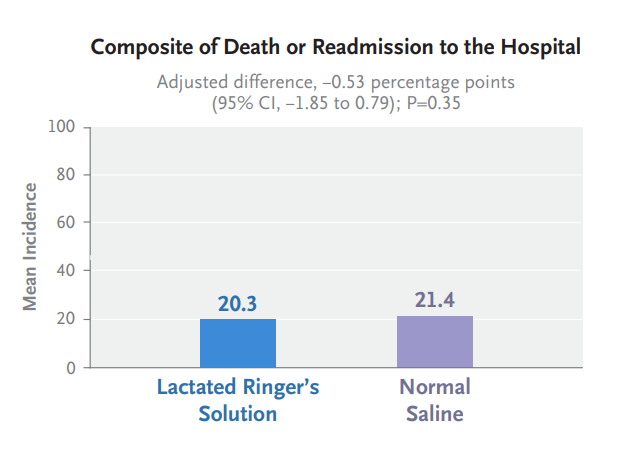 Composite of Death or Readmission to the Hospital
Adjusted difference, –0.53 percentage points
(95% CI, –1.85 to 0.79); P=0.35
Mean Incidence
100
80
60
40
20
0
20.3
21.4
Lactated Ringer’s
Solution
Normal
Saline